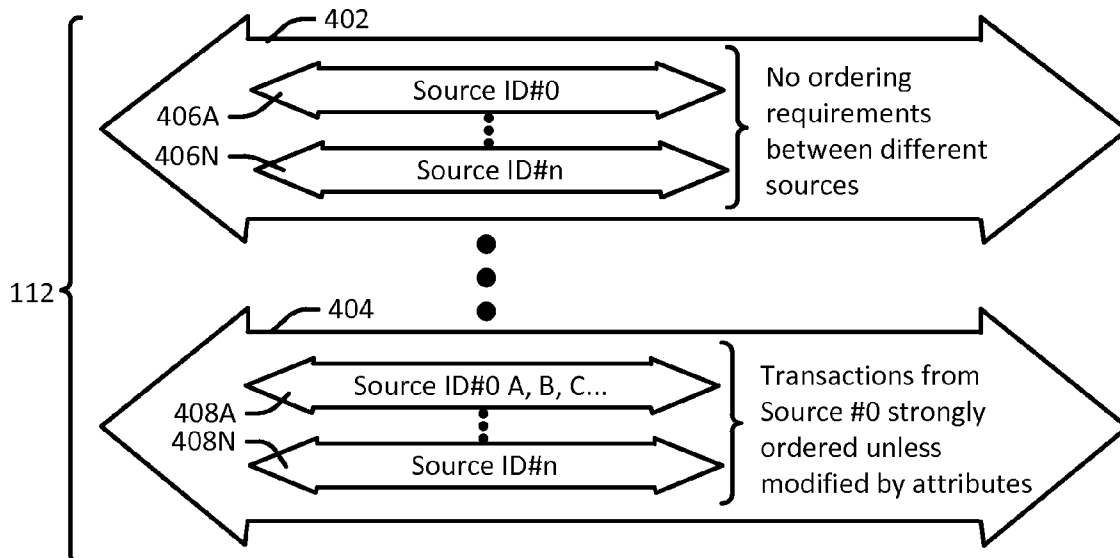 402
Source ID#0
406A
406N
Source ID#n
No ordering
requirements
between different
sources
112
404
Source ID#0 A, B, C...
408A
408N
Source ID#n
Transactions from
Source #0 strongly
ordered unless
modified by attributes